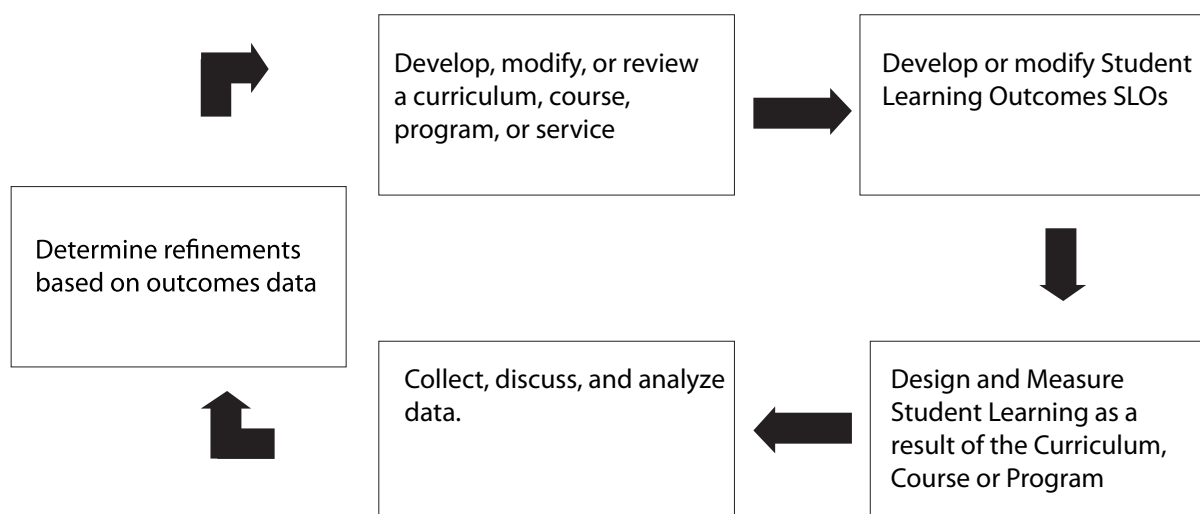 Develop, modify, or review
a curriculum, course,
program, or service
Develop or modify Student
Learning Outcomes SLOs
Determine refinements
based on outcomes data
Collect, discuss, and analyze
data.
Design and Measure
Student Learning as a
result of the Curriculum,
Course or Program